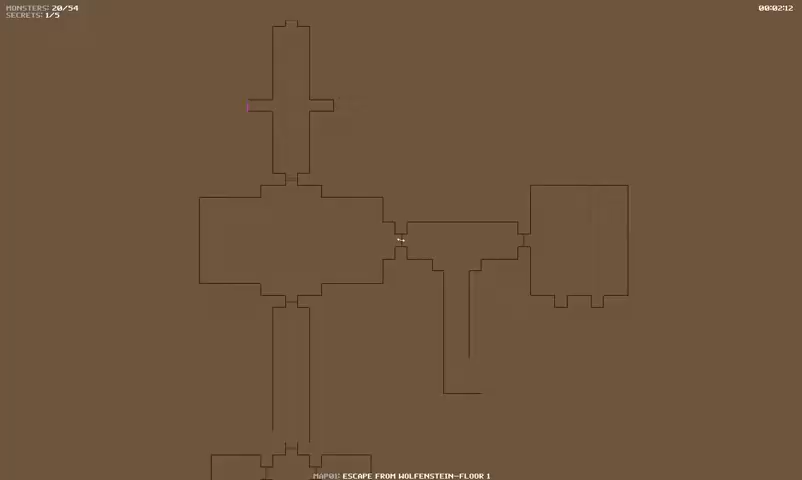 MONSTERS: 20/54
SECRETS: 1/5
00:02:12
MAP01: ESCAPE FROM WOLFENSTEIN-FLOOR 1